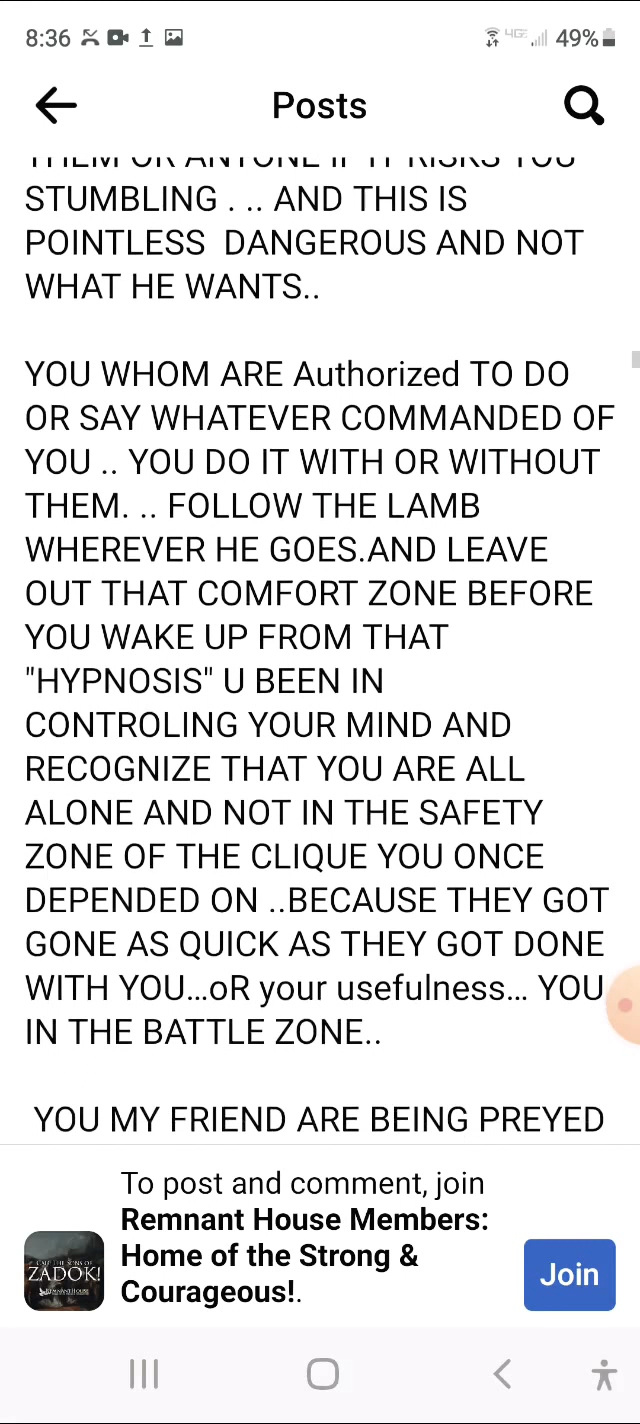 8:36 4GE 49%
Posts
STUMBLING . .. AND THIS IS
POINTLESS  DANGEROUS AND NOT
WHAT HE WANTS..
YOU WHOM ARE Authorized TO DO
OR SAY WHATEVER COMMANDED OF
YOU .. YOU DO IT WITH OR WITHOUT
THEM. .. FOLLOW THE LAMB
WHEREVER HE GOES.AND LEAVE
OUT THAT COMFORT ZONE BEFORE
YOU WAKE UP FROM THAT
"HYPNOSIS" U BEEN IN
CONTROLING YOUR MIND AND
RECOGNIZE THAT YOU ARE ALL
ALONE AND NOT IN THE SAFETY
ZONE OF THE CLIQUE YOU ONCE
DEPENDED ON ..BECAUSE THEY GOT
GONE AS QUICK AS THEY GOT DONE
WITH YOU...oR your usefulness... YOU
IN THE BATTLE ZONE..
YOU MY FRIEND ARE BEING PREYED
To post and comment, join
Remnant House Members:
Home of the Strong &
Courageous!.
ZADOK!
Join